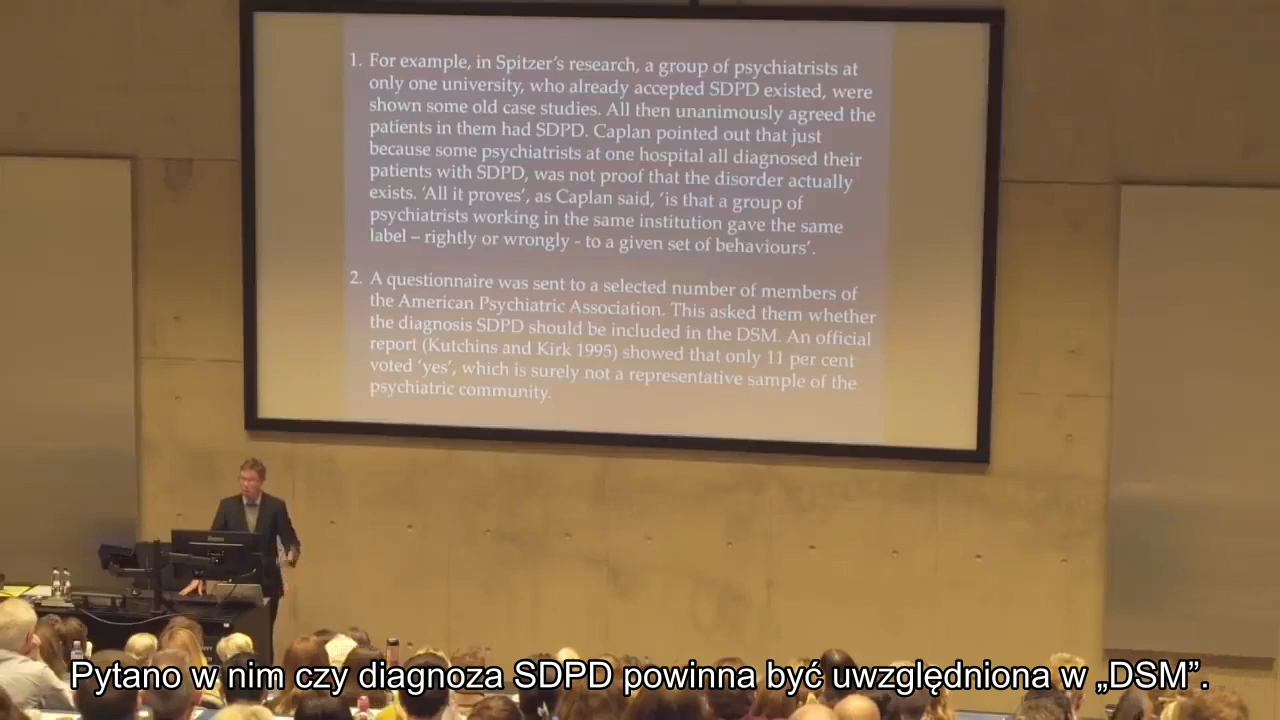 1. For example, in Spitzer's research, a group of psychiatrists at
only one university, who already accepted SDPD existed, were
shown some old case studies. All then unanimously agreed the
patients in them had SDPD. Caplan pointed out that just
because some psychiatrists at one hospital all diagnosed their
patients with SDPD, was not proof that the disorder actually
exists. 'All it proves', as Caplan said, 'is that a group of
psychiatrists working in the same institution gave the same
label – rightly or wrongly - to a given set of behaviours'.
2. A questionnaire was sent to a selected number of members of
the American Psychiatric Association. This asked them whether
the diagnosis SDPD should be included in the DSM. An official
report (Kutchins and Kirk 1995) showed that only 11 per cent
voted 'yes', which is surely not a representative sample of the
psychiatric community.
Pytano w nim czy diagnoza SDPD powinna być uwzględniona w „DSM”.